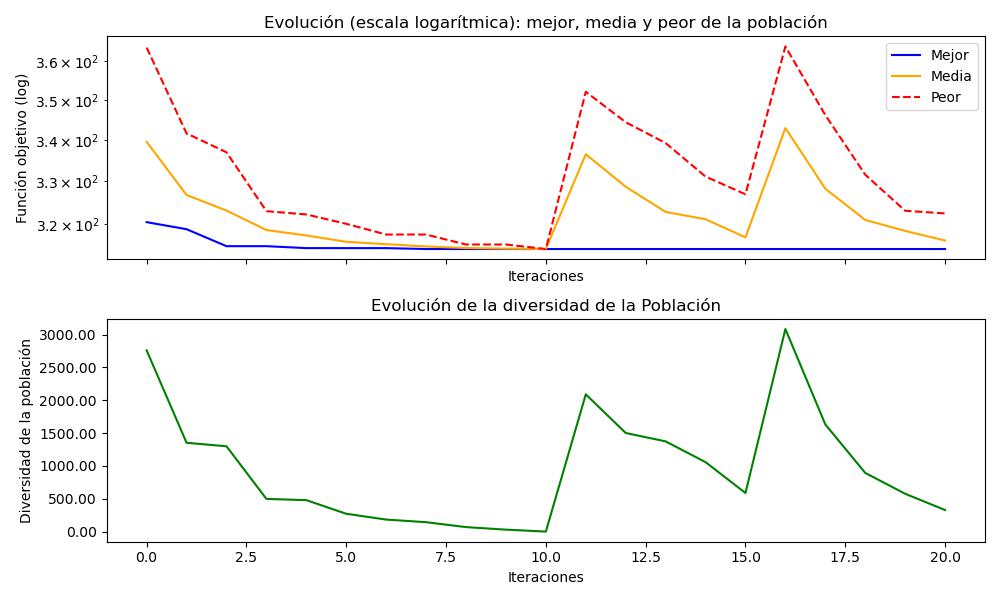 Evolución (escala logarítmica): mejor, media y peor de la población
Función objetivo (log)
3.6 × 10²
3.5 × 10²
3.4 × 10²
3.3 × 10²
3.2 × 10²
Mejor
Media
Peor
Iteraciones
Evolución de la diversidad de la Población
Diversidad de la población
3000.00
2500.00
2000.00
1500.00
1000.00
500.00
0.00
0.0 2.5 5.0 7.5 10.0 12.5 15.0 17.5 20.0
Iteraciones